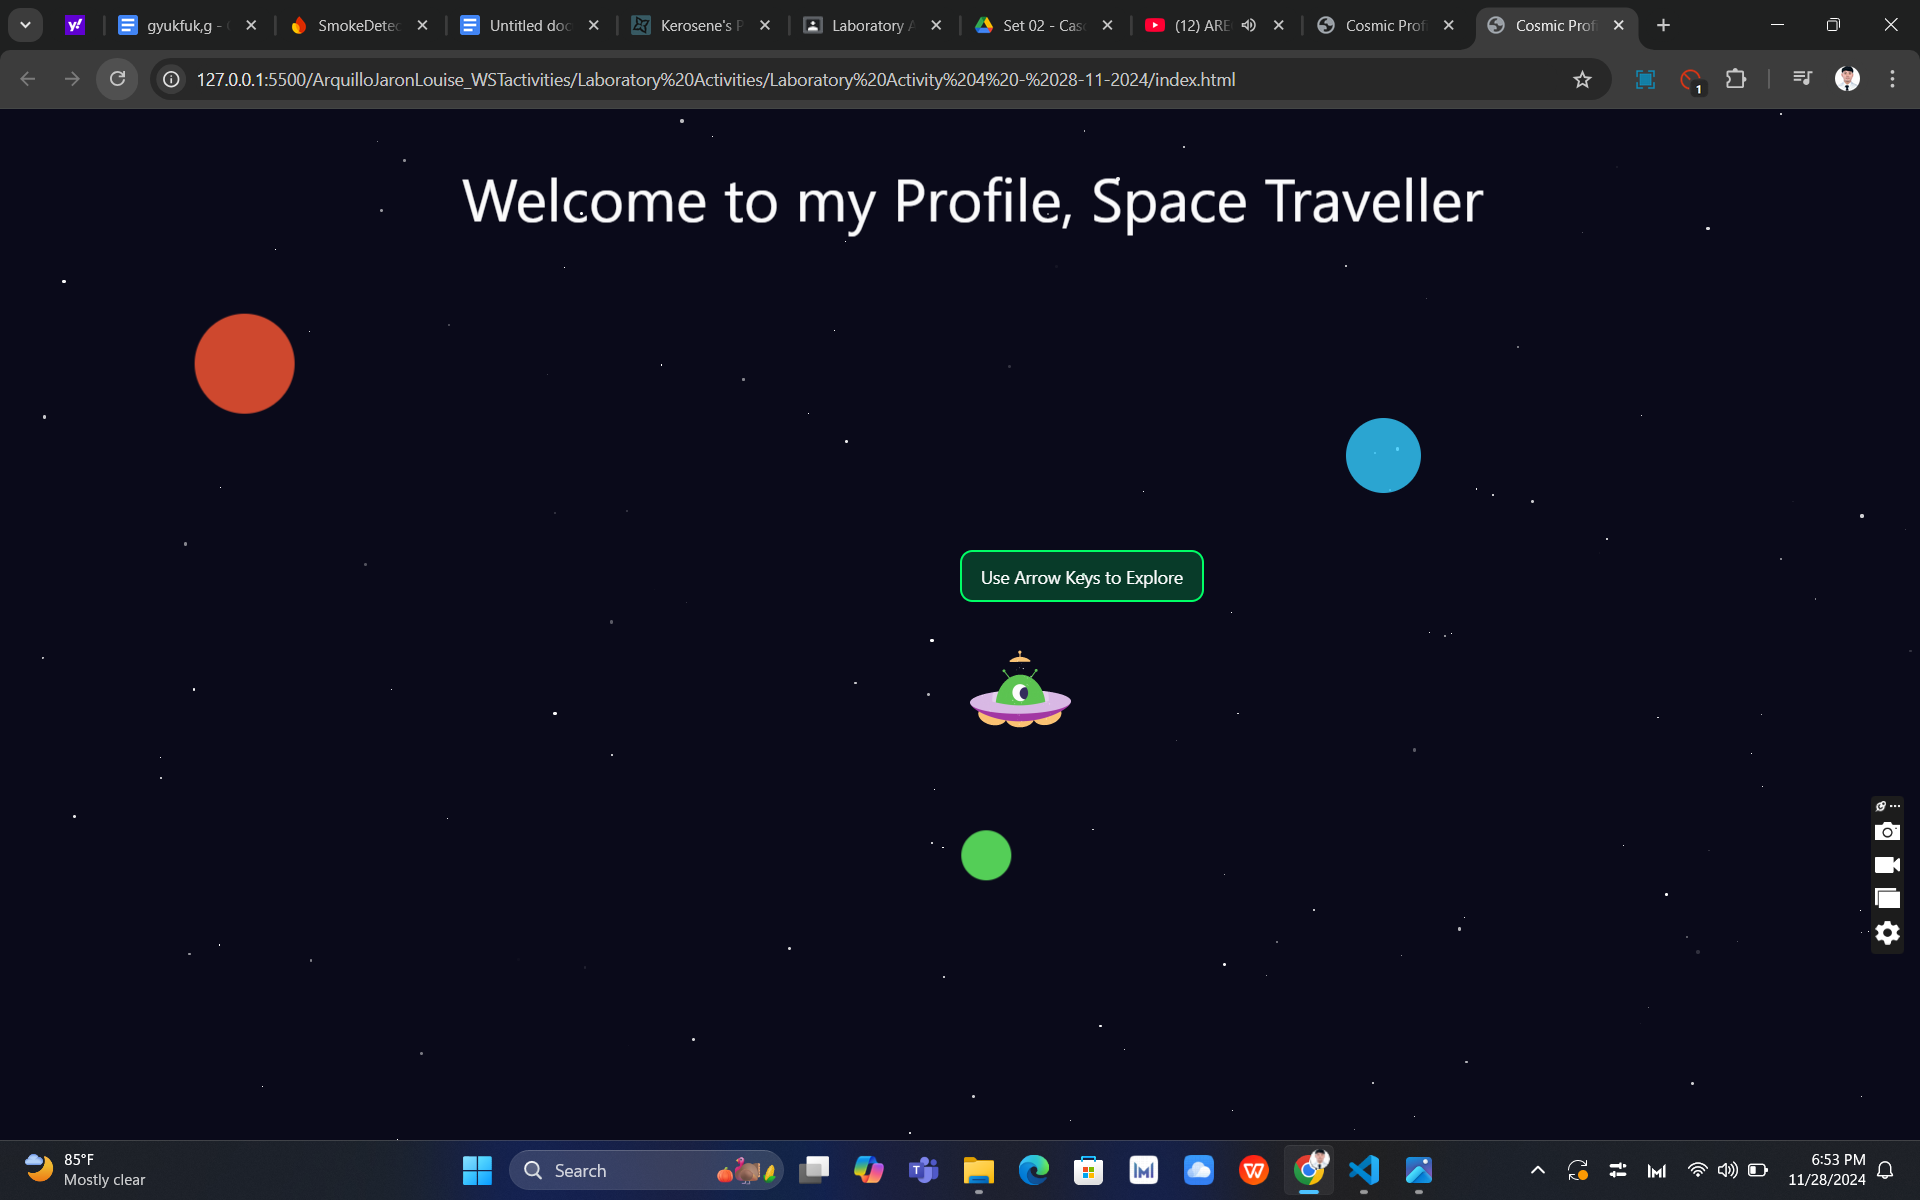 y!
gyukfuk,g -
SmokeDetec
Untitled doc
Kerosene's P
Laboratory A
Set 02 - Cas
(12) ARE
Cosmic Prof
Cosmic Prof
127.0.0.1:5500/ArquilloJaronLouise_WSTactivities/Laboratory%20Activities/Laboratory%20Activity%204%20-%2028-11-2024/index.html
1
Welcome to my Profile, Space Traveller
Use Arrow Keys to Explore
85°F
Mostly clear
Search
6:53 PM
11/28/2024